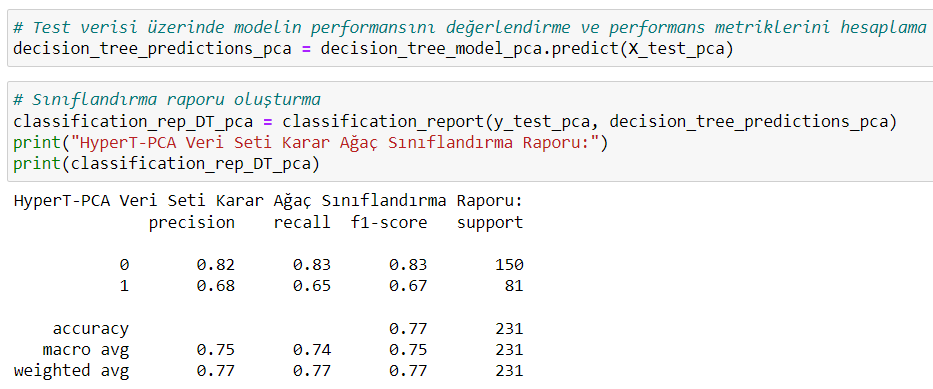 # Test verisi üzerinde modelin performansını değerlendirme ve performans metriklerini hesaplama
decision_tree_predictions_pca = decision_tree_model_pca.predict(X_test_pca)
# Sınıflandırma raporu oluşturma
classification_rep_DT_pca = classification_report(y_test_pca, decision_tree_predictions_pca)
print("HyperT-PCA Veri Seti Karar Ağaç Sınıflandırma Raporu:")
print(classification_rep_DT_pca)
HyperT-PCA Veri Seti Karar Ağaç Sınıflandırma Raporu:
precision recall f1-score support
0 0.82 0.83 0.83 150
1 0.68 0.65 0.67 81
accuracy 0.77 231
macro avg 0.75 0.74 0.75 231
weighted avg 0.77 0.77 0.77 231